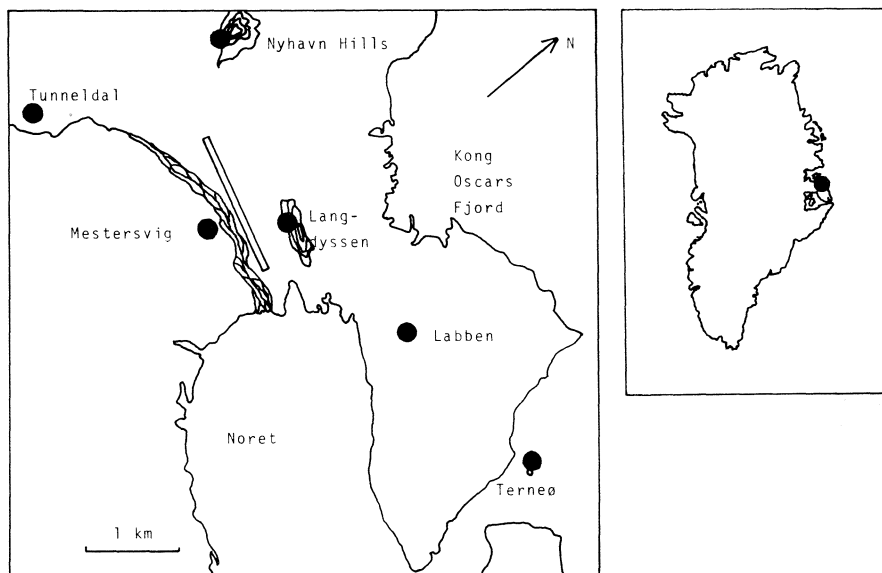 Nyhavn Hills
N
Tunneldal
Kong
Oscars
Fjord
Lang-
dyssen
Mestersvig
Labben
Noret
Terneø
1 km